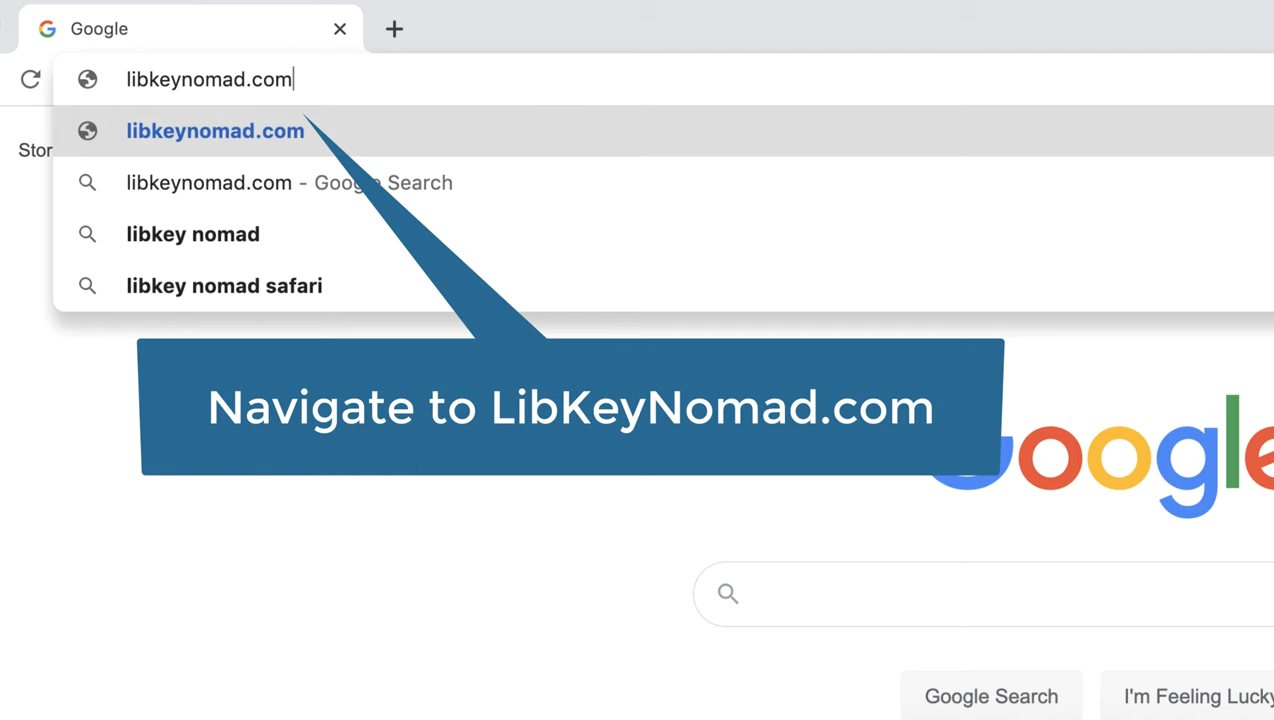 Google
libkeynomad.com
libkeynomad.com
Stor
libkeynomad.com - Google Search
libkey nomad
libkey nomad safari
Navigate to LibKeyNomad.com
Google
Google Search
I'm Feeling Lucky